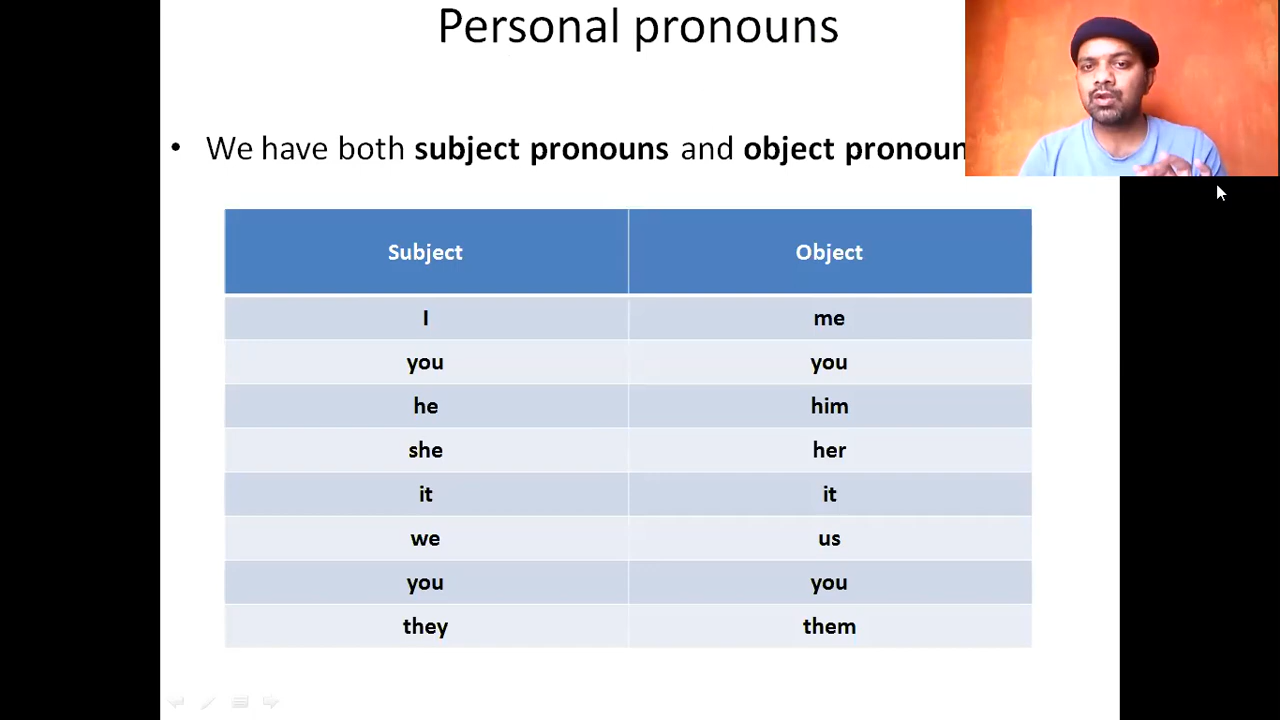 Personal pronouns
• We have both subject pronouns and object pronoun
Subject Object
I me
you you
he him
she her
it it
we us
you you
they them